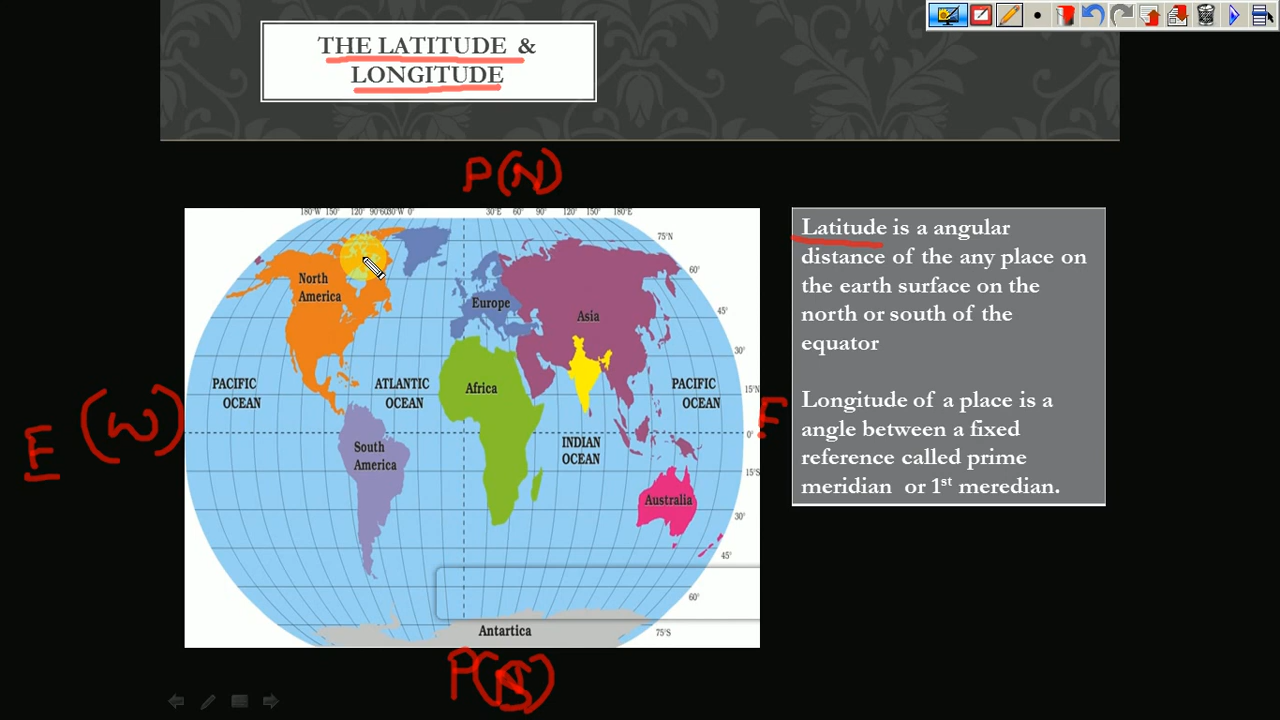 THE LATITUDE &
LONGITUDE
P(N)
180°W 150° 120° 90° 60° 30°W 0° 30°E 60° 90° 120° 150° 180°E
75°N
60°
45°
30°
15°N
0°
15°S
30°
45°
60°
75°S
North
America
Europe
Asia
PACIFIC
OCEAN
ATLANTIC
OCEAN
Africa
PACIFIC
OCEAN
INDIAN
OCEAN
South
America
Australia
Antartica
E (W)
E
P(S)
Latitude is a angular
distance of the any place on
the earth surface on the
north or south of the
equator
Longitude of a place is a
angle between a fixed
reference called prime
meridian or 1st meredian.